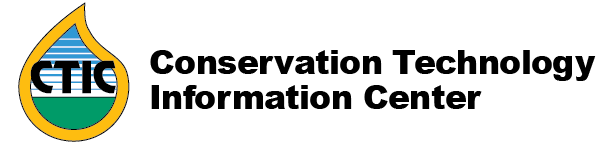 CTIC
Conservation Technology
Information Center